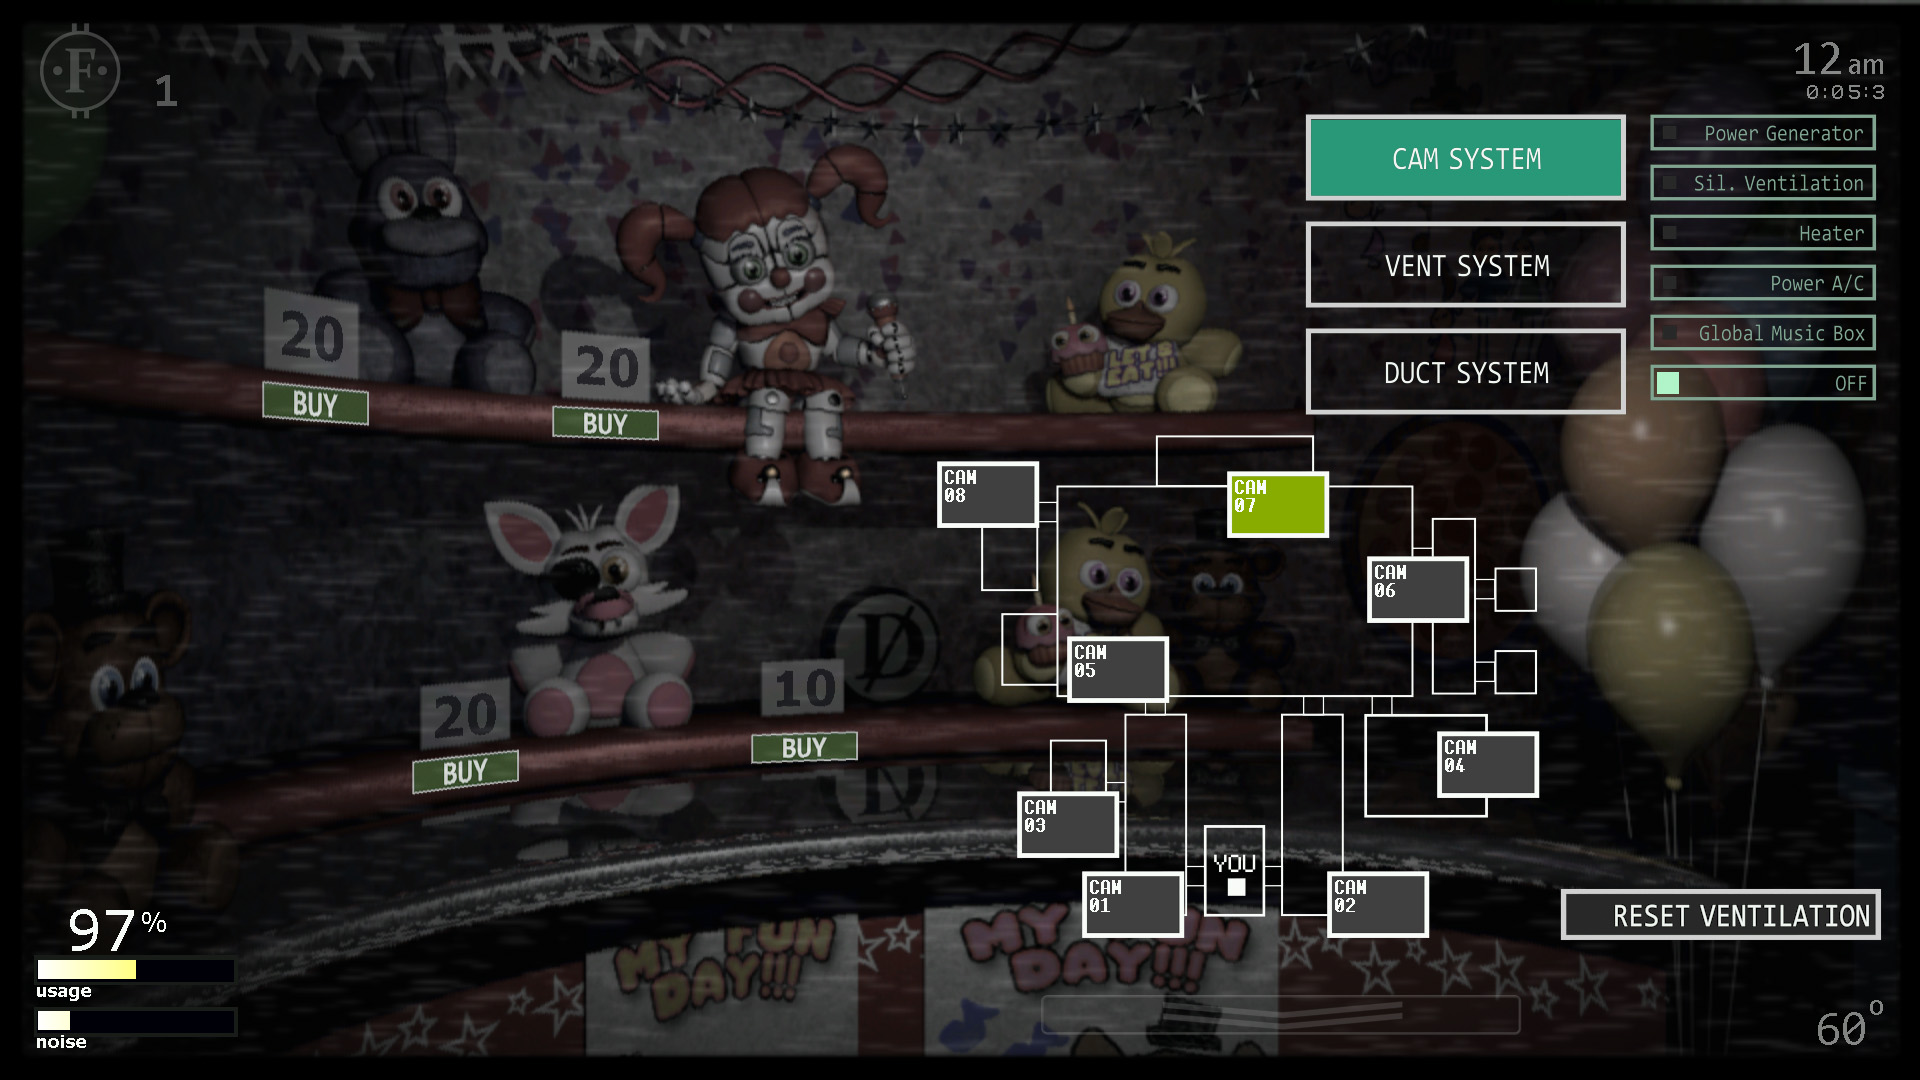 F
1
12 am
0:05:3
CAM SYSTEM
VENT SYSTEM
DUCT SYSTEM
Power Generator
Sil. Ventilation
Heater
Power A/C
Global Music Box
OFF
20
BUY
20
BUY
LET'S
EAT!!!
20
BUY
10
BUY
D
CAM
08
CAM
07
CAM
06
CAM
05
CAM
04
CAM
03
YOU
CAM
01
CAM
02
RESET VENTILATION
97%
usage
noise
MY FUN
DAY!!!
MY FUN
DAY!!!
60°